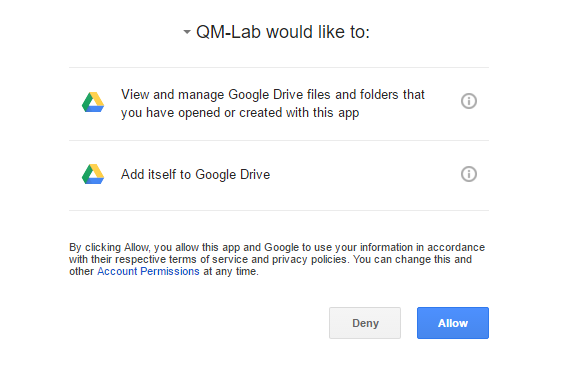 QM-Lab would like to:
View and manage Google Drive files and folders that
you have opened or created with this app
Add itself to Google Drive
By clicking Allow, you allow this app and Google to use your information in accordance
with their respective terms of service and privacy policies. You can change this and
other Account Permissions at any time.
Deny
Allow